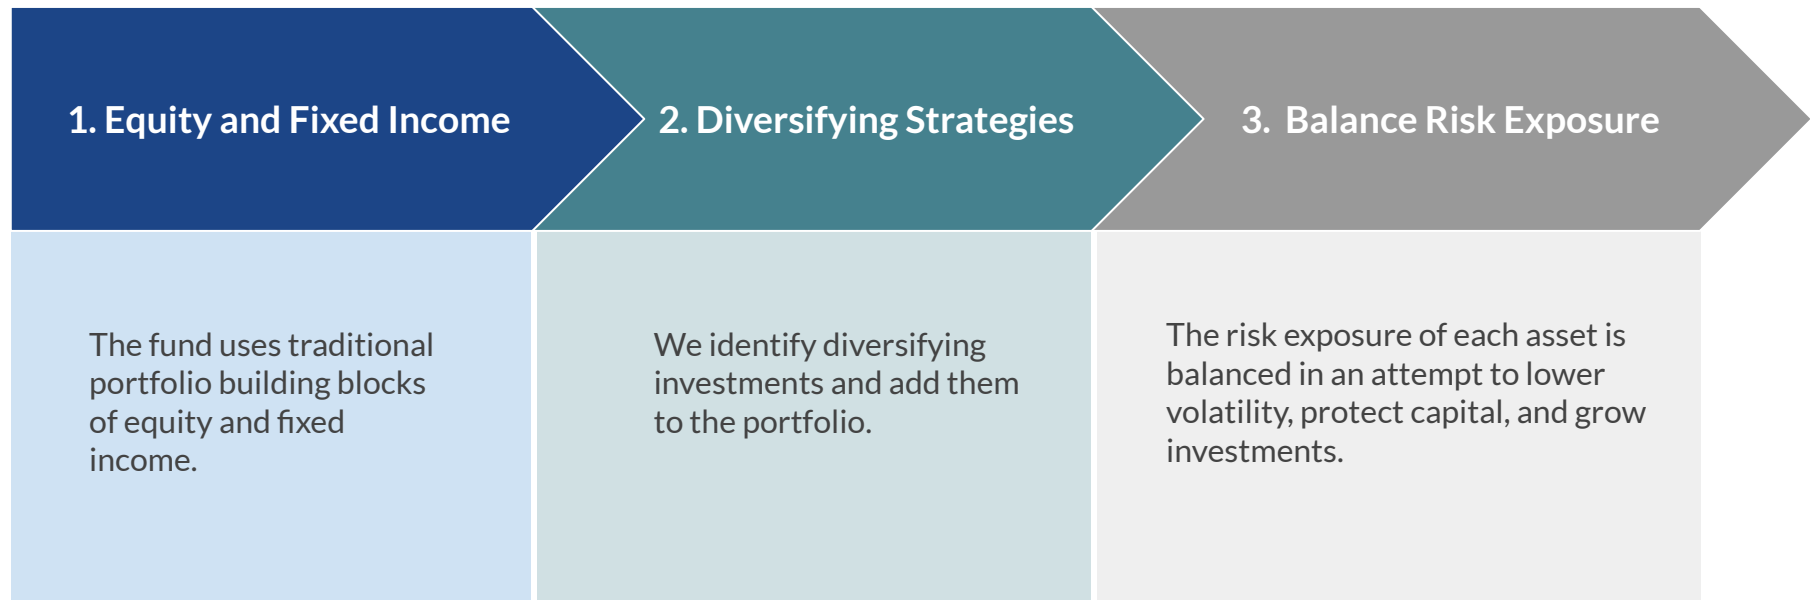 1. Equity and Fixed Income
2. Diversifying Strategies
3. Balance Risk Exposure
The fund uses traditional
portfolio building blocks
of equity and fixed
income.
We identify diversifying
investments and add them
to the portfolio.
The risk exposure of each asset is
balanced in an attempt to lower
volatility, protect capital, and grow
investments.